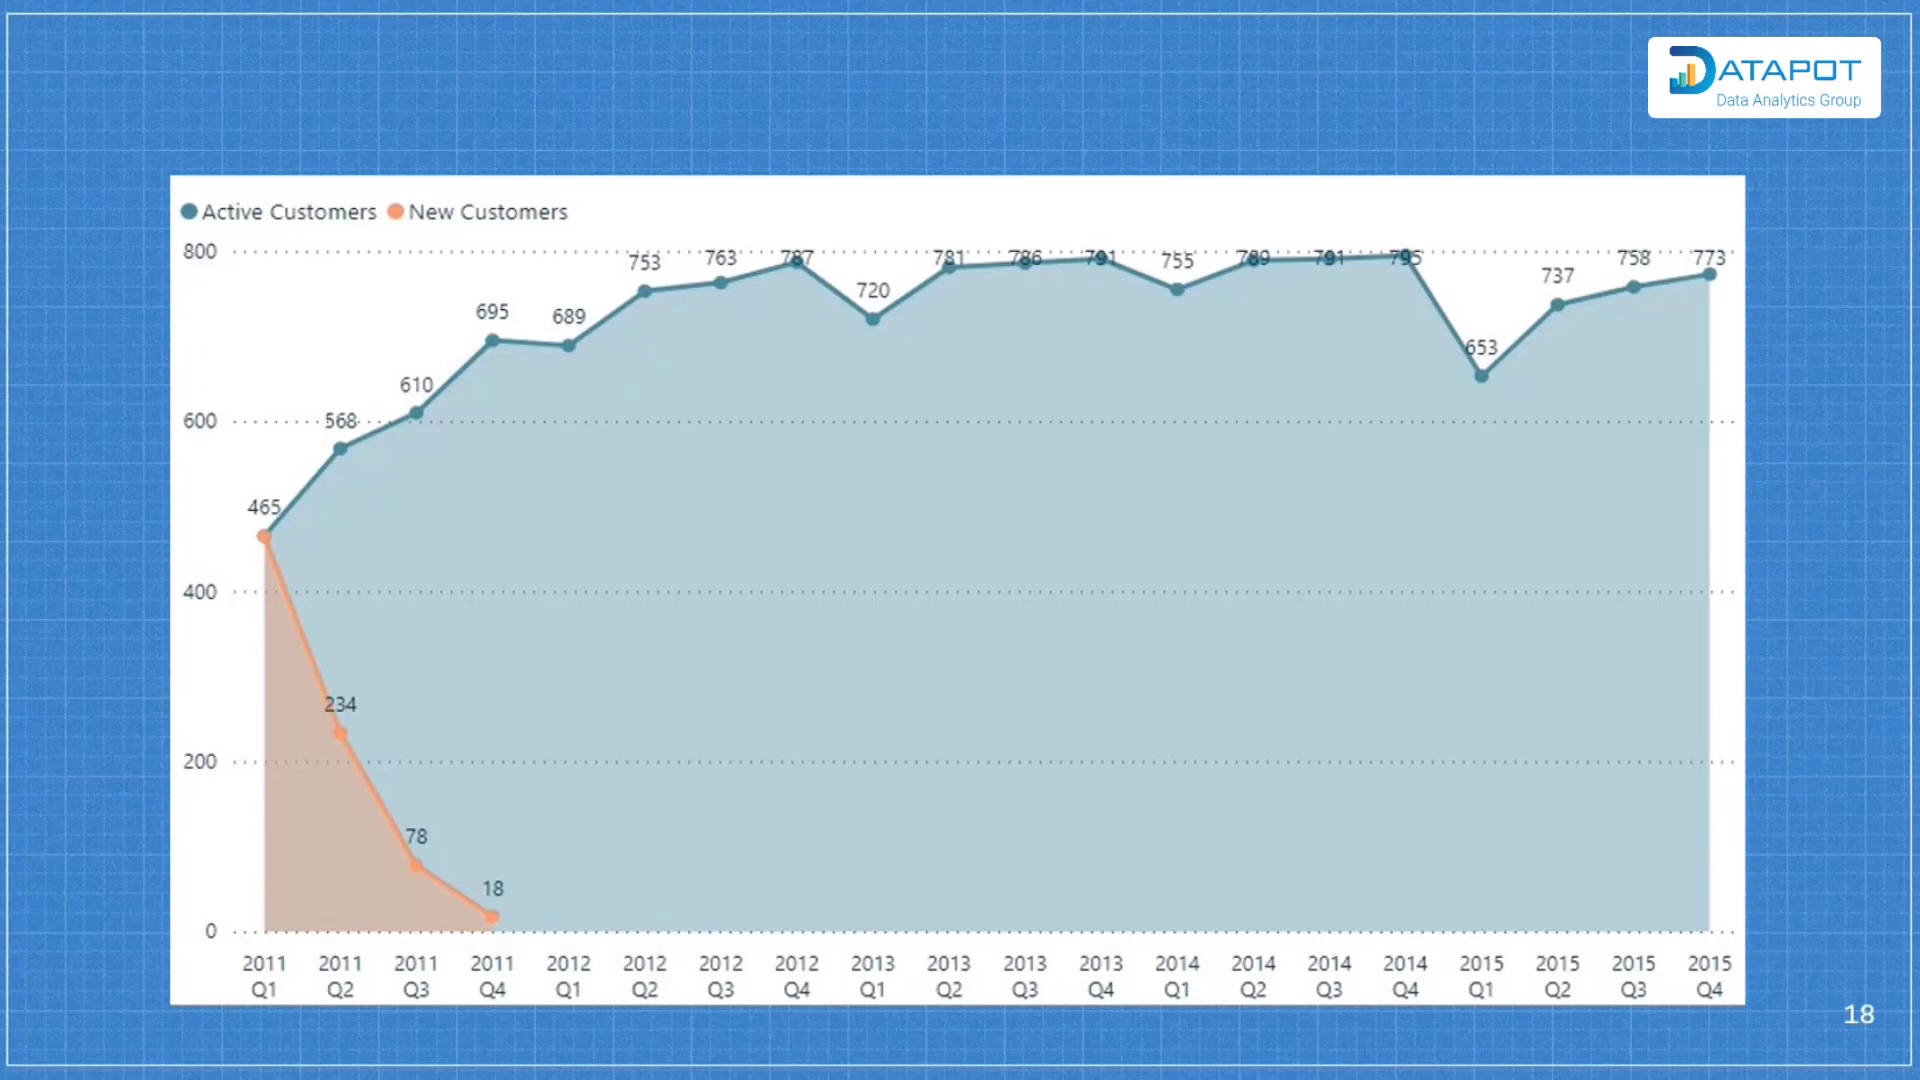 DATAPOT
Data Analytics Group
Active Customers New Customers
800
600
400
200
0
465 568 610 695 689 753 763 787 720 781 786 791 755 789 791 795 653 737 758 773
234 78 18
2011 2011 2011 2011 2012 2012 2012 2012 2013 2013 2013 2013 2014 2014 2014 2014 2015 2015 2015 2015
Q1 Q2 Q3 Q4 Q1 Q2 Q3 Q4 Q1 Q2 Q3 Q4 Q1 Q2 Q3 Q4 Q1 Q2 Q3 Q4
18